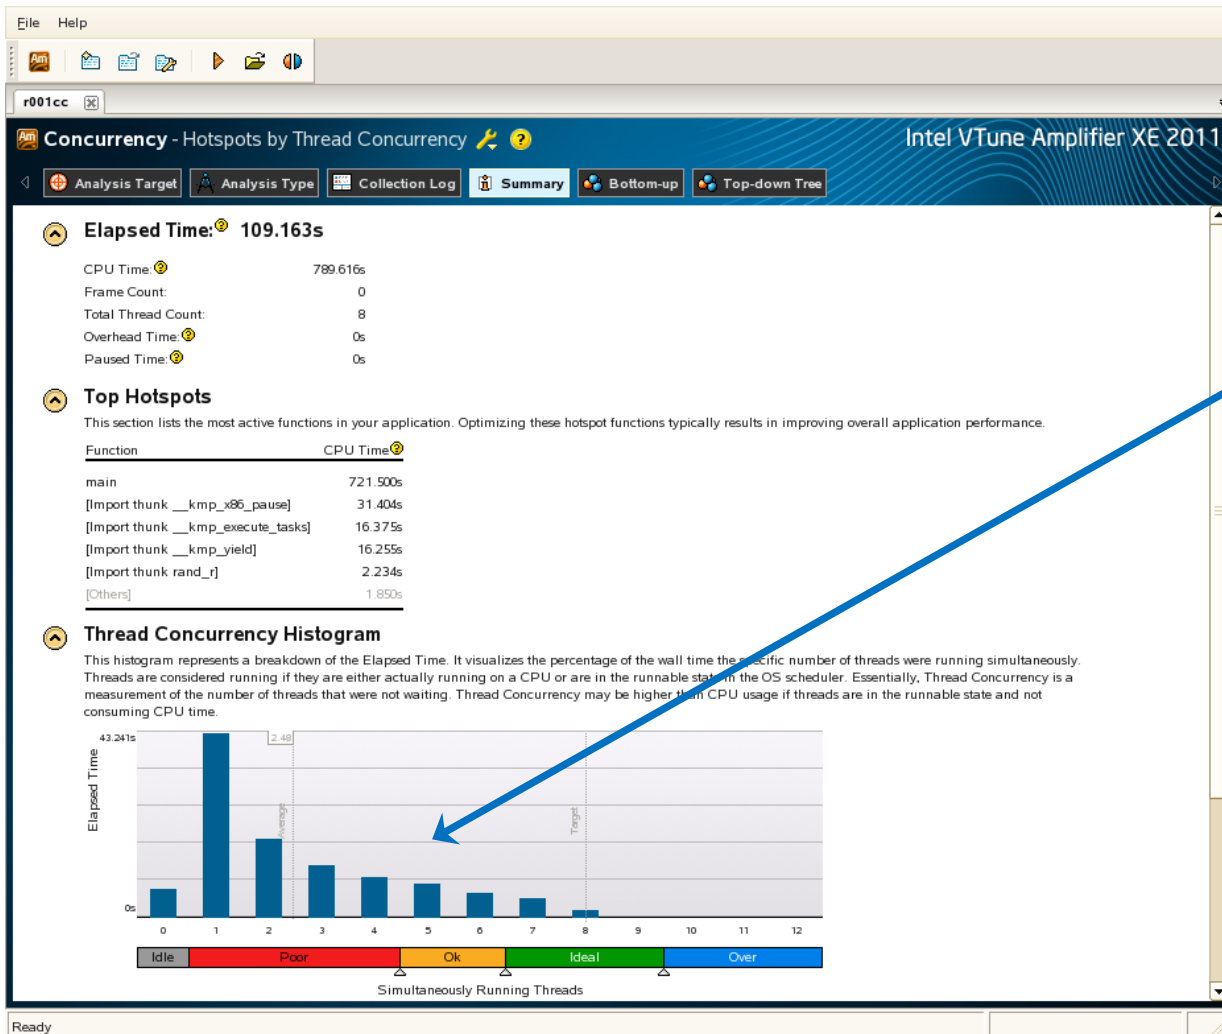 File Help
r001cc
Concurrency - Hotspots by Thread Concurrency
Intel VTune Amplifier XE 2011
Analysis Target Analysis Type Collection Log Summary Bottom-up Top-down Tree
Elapsed Time: 109.163s
CPU Time: 789.616s
Frame Count: 0
Total Thread Count: 8
Overhead Time: 0s
Paused Time: 0s
Top Hotspots
This section lists the most active functions in your application. Optimizing these hotspot functions typically results in improving overall application performance.
Function CPU Time
main 721.500s
[Import thunk __kmp_x86_pause] 31.404s
[Import thunk __kmp_execute_tasks] 16.375s
[Import thunk __kmp_yield] 16.255s
[Import thunk rand_r] 2.234s
[Others] 1.850s
Thread Concurrency Histogram
This histogram represents a breakdown of the Elapsed Time. It visualizes the percentage of the wall time the specific number of threads were running simultaneously.
Threads are considered running if they are either actually running on a CPU or are in the runnable state in the OS scheduler. Essentially, Thread Concurrency is a
measurement of the number of threads that were not waiting. Thread Concurrency may be higher than CPU usage if threads are in the runnable state and not
consuming CPU time.
43.241s
2.48
Elapsed Time
Average
Target
0s
0 1 2 3 4 5 6 7 8 9 10 11 12
Idle Poor Ok Ideal Over
Simultaneously Running Threads
Ready